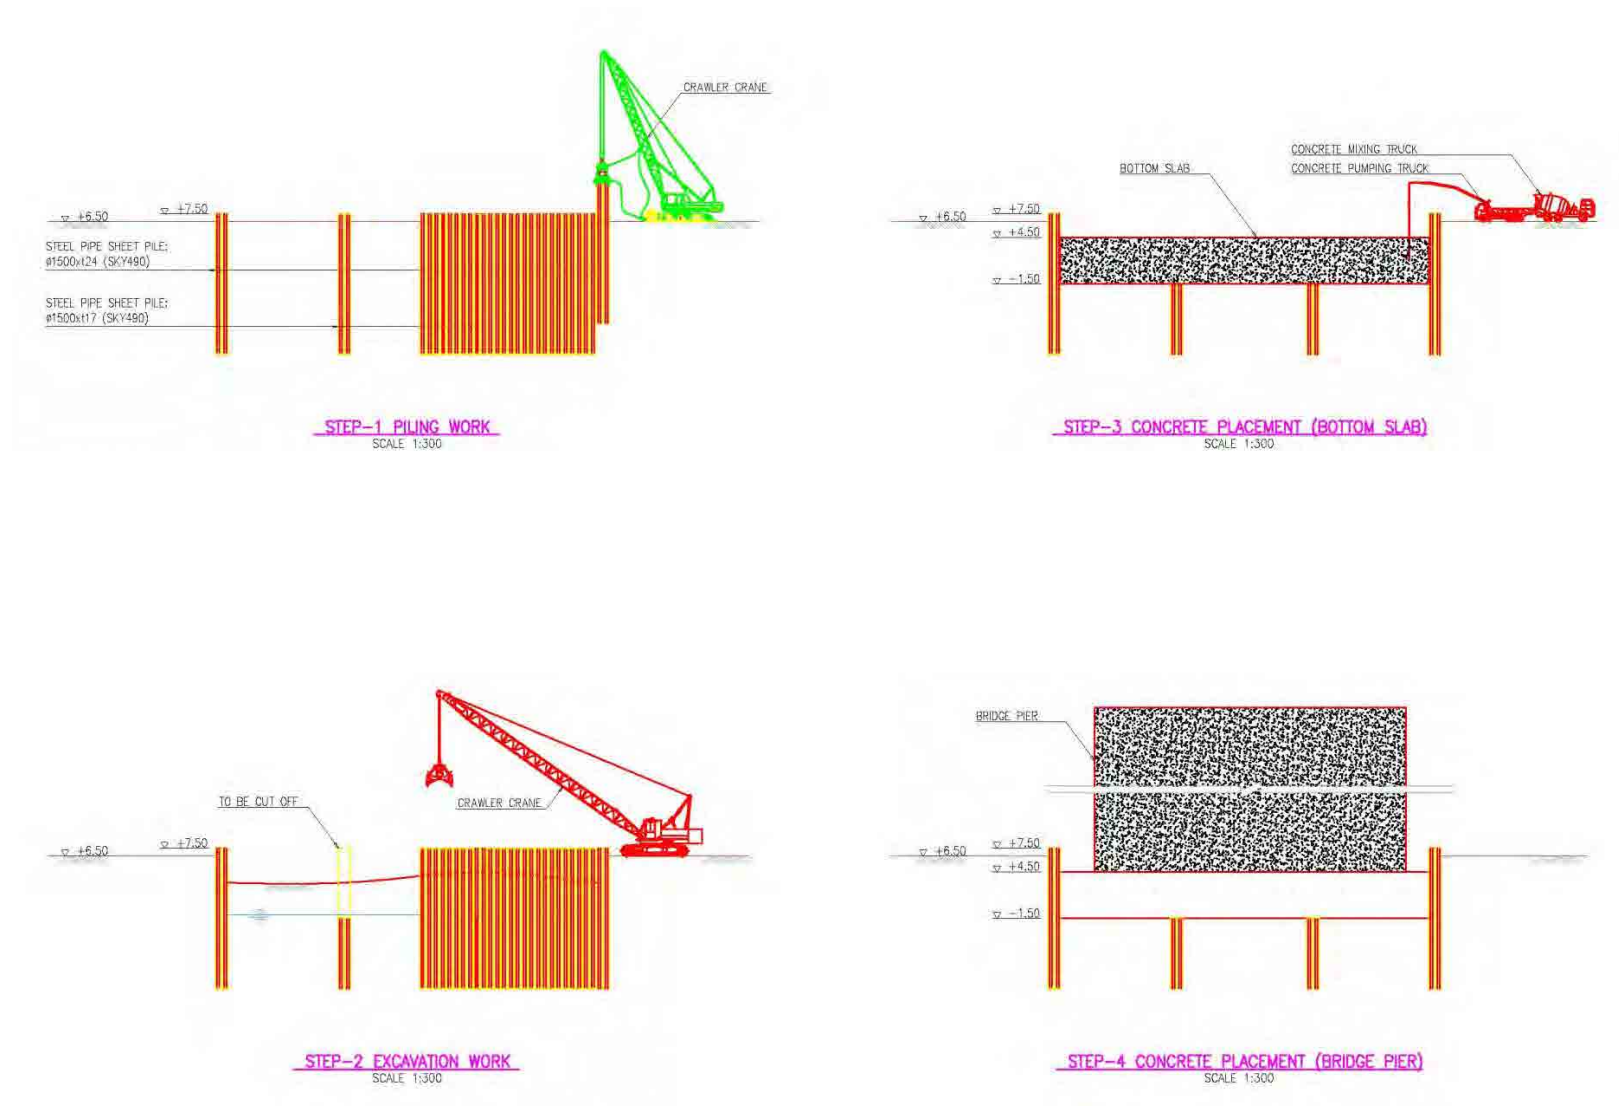 CRAWLER CRANE
+7.50
+6.50
STEEL PIPE SHEET PILE:
ø1500xt24 (SKY490)
STEEL PIPE SHEET PILE:
ø1500xt17 (SKY490)
STEP-1 PILING WORK
SCALE 1:300
CONCRETE MIXING TRUCK
BOTTOM SLAB
CONCRETE PUMPING TRUCK
+7.50
+6.50
+4.50
-1.50
STEP-3 CONCRETE PLACEMENT (BOTTOM SLAB)
SCALE 1:300
TO BE CUT OFF
CRAWLER CRANE
+7.50
+6.50
STEP-2 EXCAVATION WORK
SCALE 1:300
BRIDGE PIER
+7.50
+6.50
+4.50
-1.50
STEP-4 CONCRETE PLACEMENT (BRIDGE PIER)
SCALE 1:300